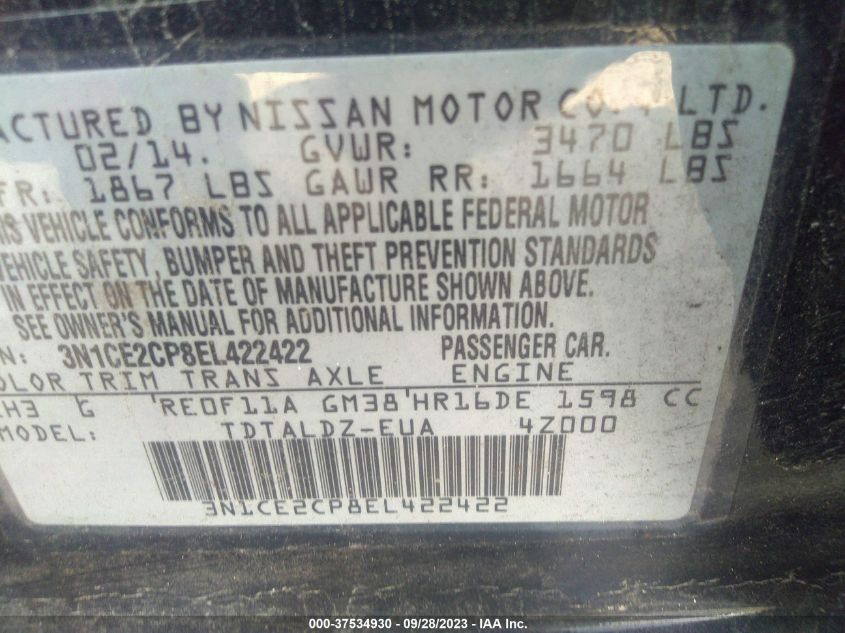 ACTURED BY NISSAN MOTOR CO., LTD.
02/14. GVWR: 3470 LBS
FR: 1867 LBS GAWR RR: 1664 LBS
IS VEHICLE CONFORMS TO ALL APPLICABLE FEDERAL MOTOR
VEHICLE SAFETY, BUMPER AND THEFT PREVENTION STANDARDS
IN EFFECT ON THE DATE OF MANUFACTURE SHOWN ABOVE.
SEE OWNER'S MANUAL FOR ADDITIONAL INFORMATION.
N: 3N1CE2CP8EL422422 PASSENGER CAR.
OLOR TRIM TRANS AXLE ENGINE
KH3 G 'RE0F11A GM38'HR16DE 1598 CC
MODEL: TDTALDZ-EUA 4Z000
3N1CE2CP8EL422422
000-37534930 - 09/28/2023 - IAA Inc.